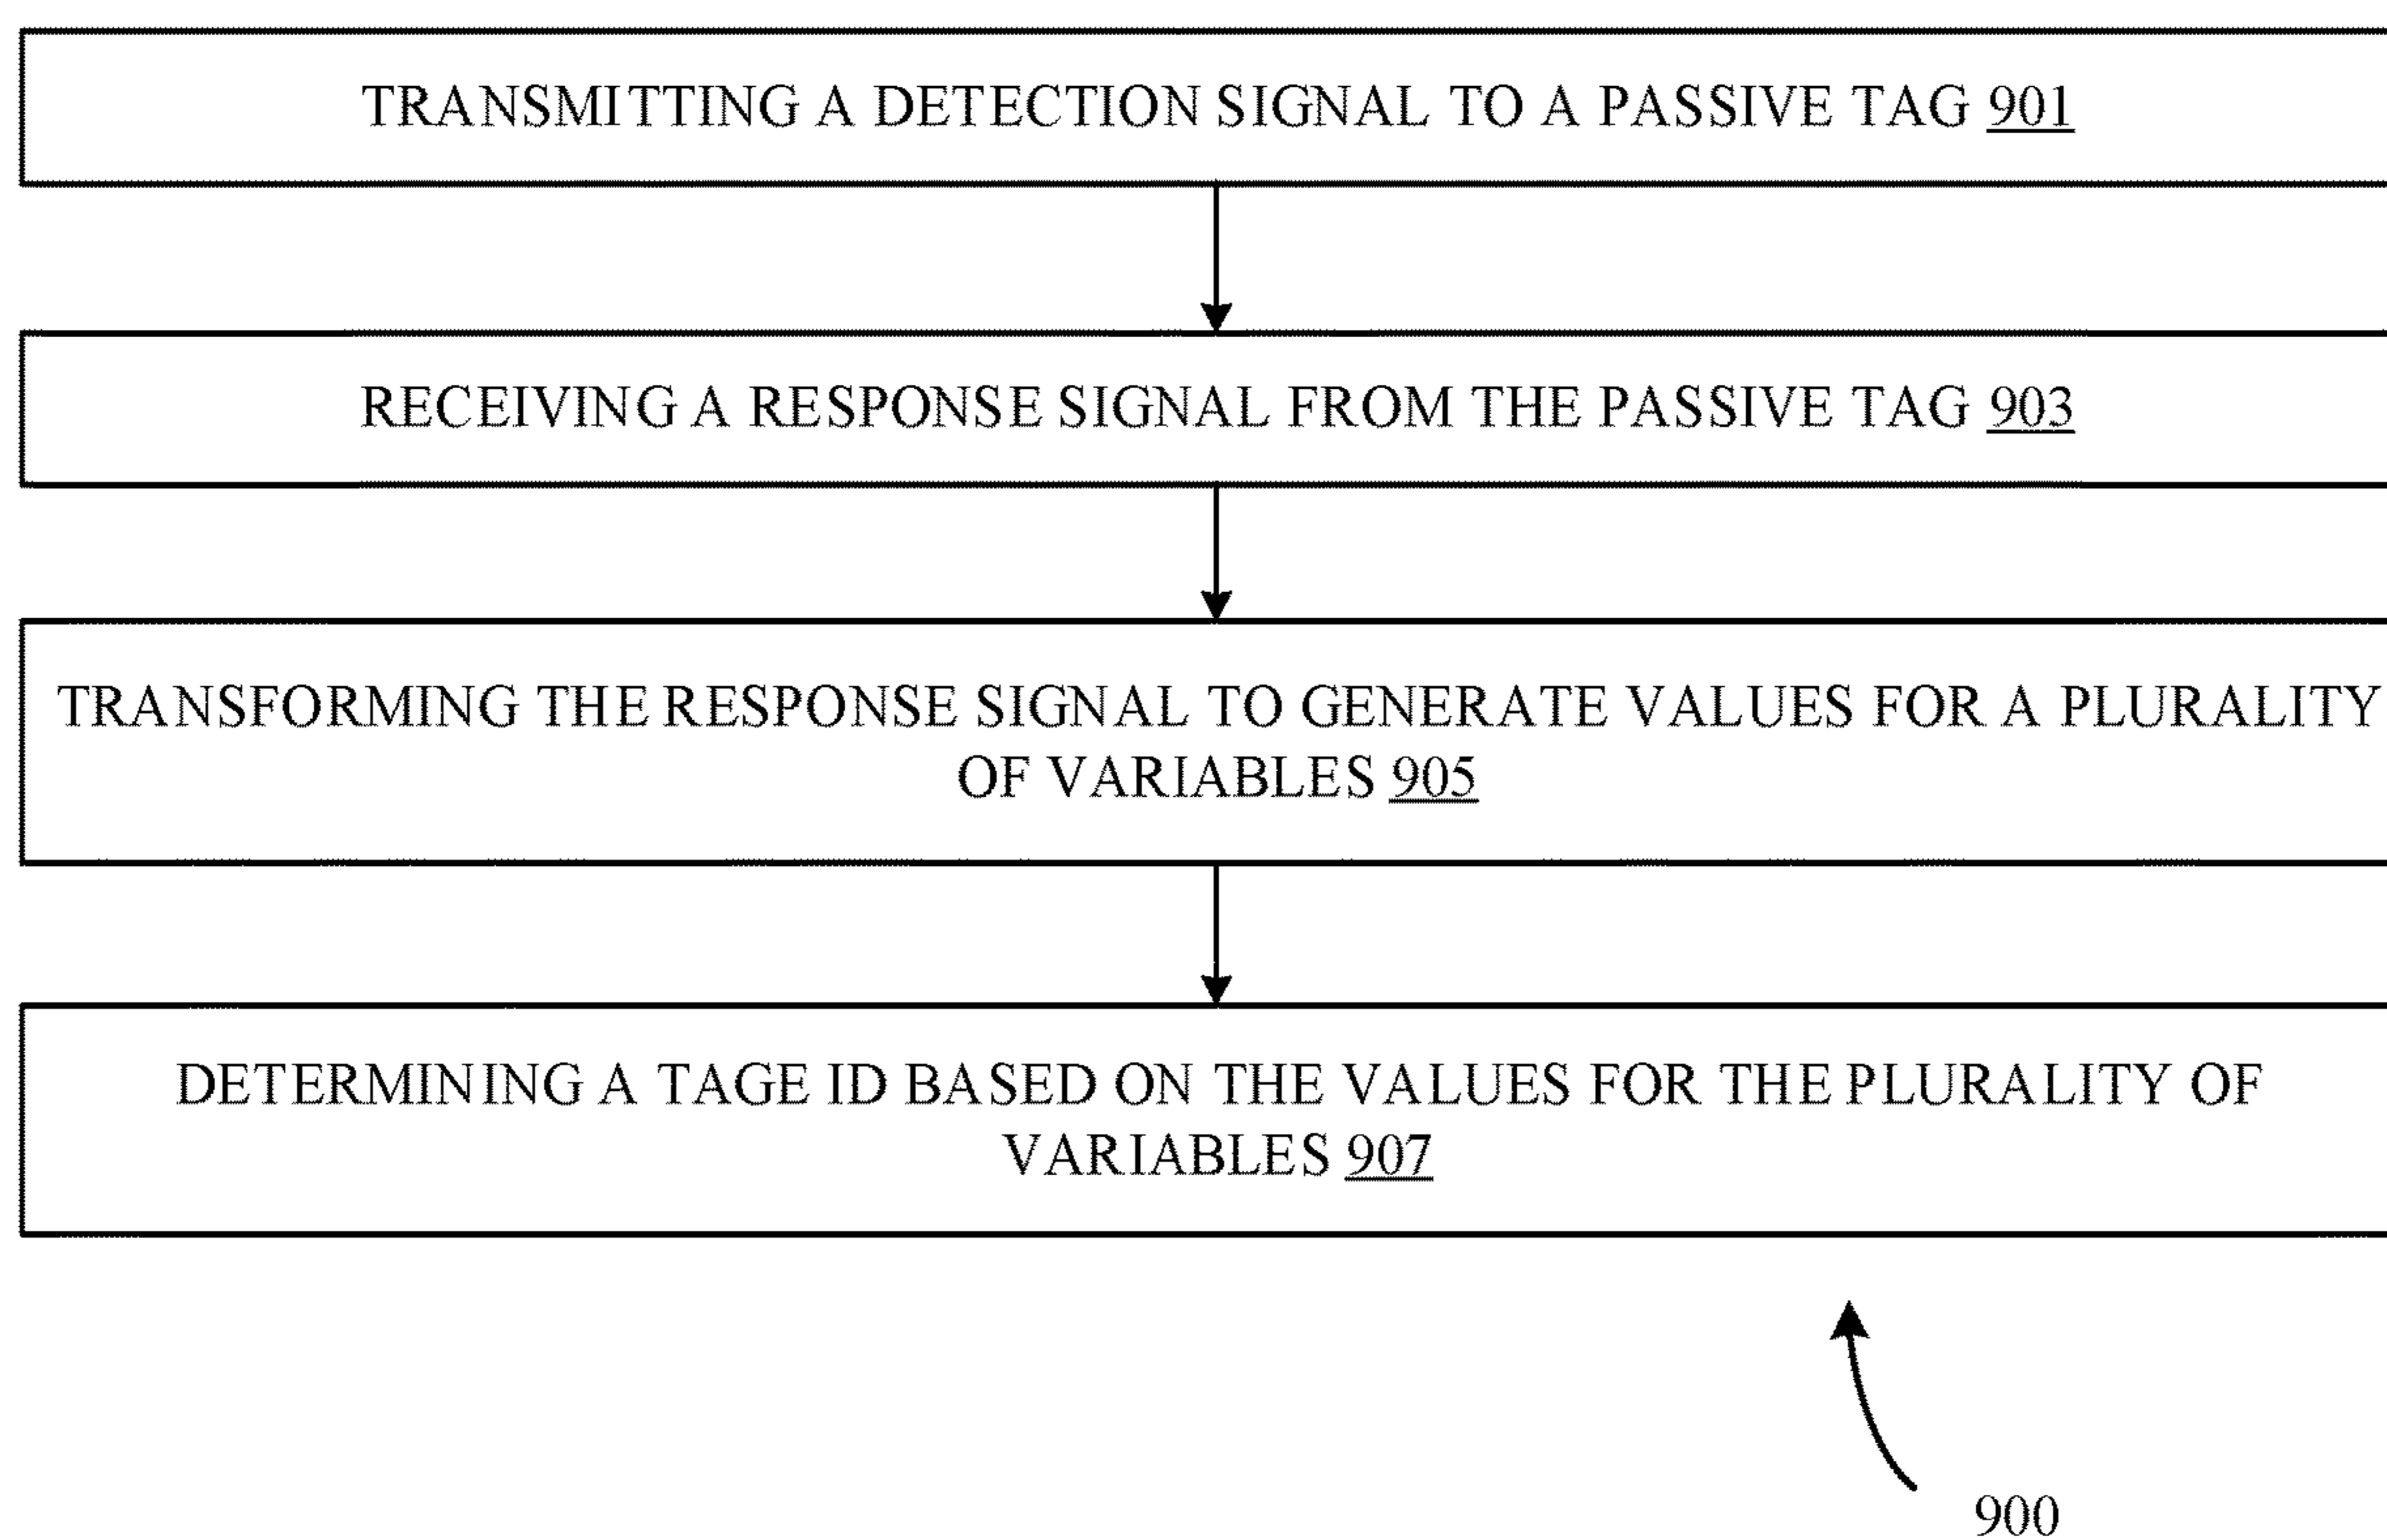 TRANSMITTING A DETECTION SIGNAL TO A PASSIVE TAG 901
RECEIVING A RESPONSE SIGNAL FROM THE PASSIVE TAG 903
TRANSFORMING THE RESPONSE SIGNAL TO GENERATE VALUES FOR A PLURALITY
OF VARIABLES 905
DETERMINING A TAGE ID BASED ON THE VALUES FOR THE PLURALITY OF
VARIABLES 907
900